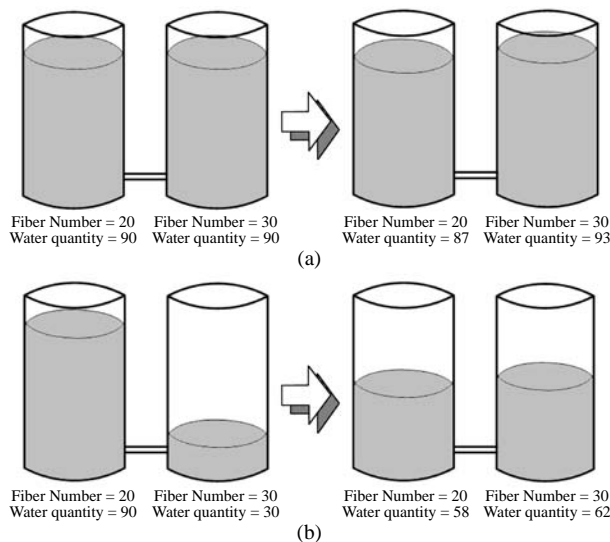 Fiber Number = 20 Fiber Number = 30 Fiber Number = 20 Fiber Number = 30
Water quantity = 90 Water quantity = 90 Water quantity = 87 Water quantity = 93
(a)
Fiber Number = 20 Fiber Number = 30 Fiber Number = 20 Fiber Number = 30
Water quantity = 90 Water quantity = 30 Water quantity = 58 Water quantity = 62
(b)